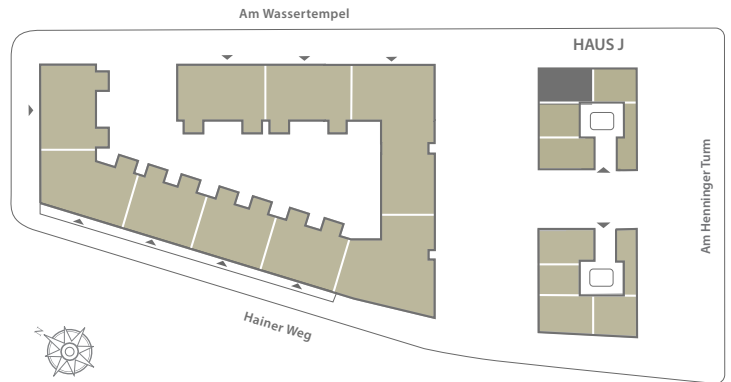 Am Wassertempel
HAUS J
Am Henninger Turm
Hainer Weg
N